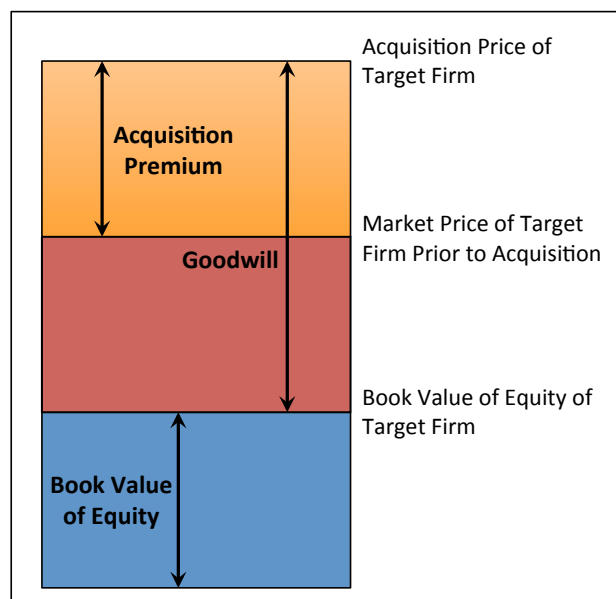 Acquisition Price of
Target Firm
Acquisition
Premium
Market Price of Target
Firm Prior to Acquisition
Goodwill
Book Value of Equity of
Target Firm
Book Value
of Equity